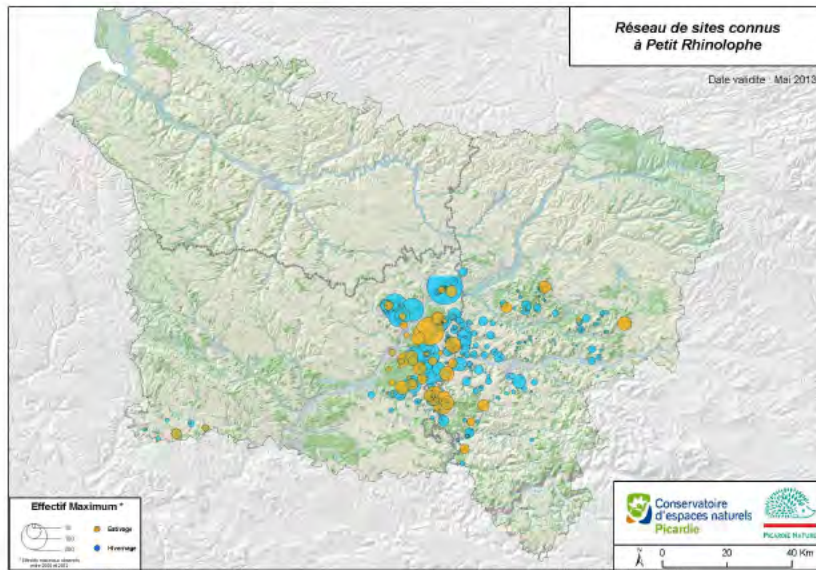 Réseau de sites connus
à Petit Rhinolophe
Date validite : Mai 2013
Effectif Maximum *
Estivage
Hivernage
Conservatoire
d'espaces naturels
Picardie
PICARDIE NATURE
N
0 20 40 Km